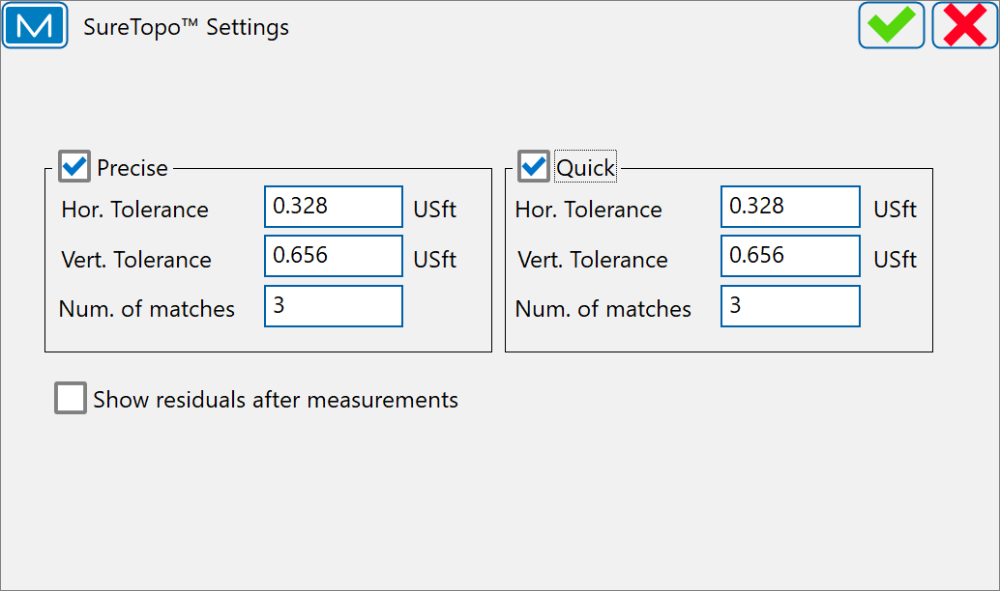 SureTopo™ Settings
Precise
Hor. Tolerance 0.328 USft
Vert. Tolerance 0.656 USft
Num. of matches 3
Quick
Hor. Tolerance 0.328 USft
Vert. Tolerance 0.656 USft
Num. of matches 3
Show residuals after measurements